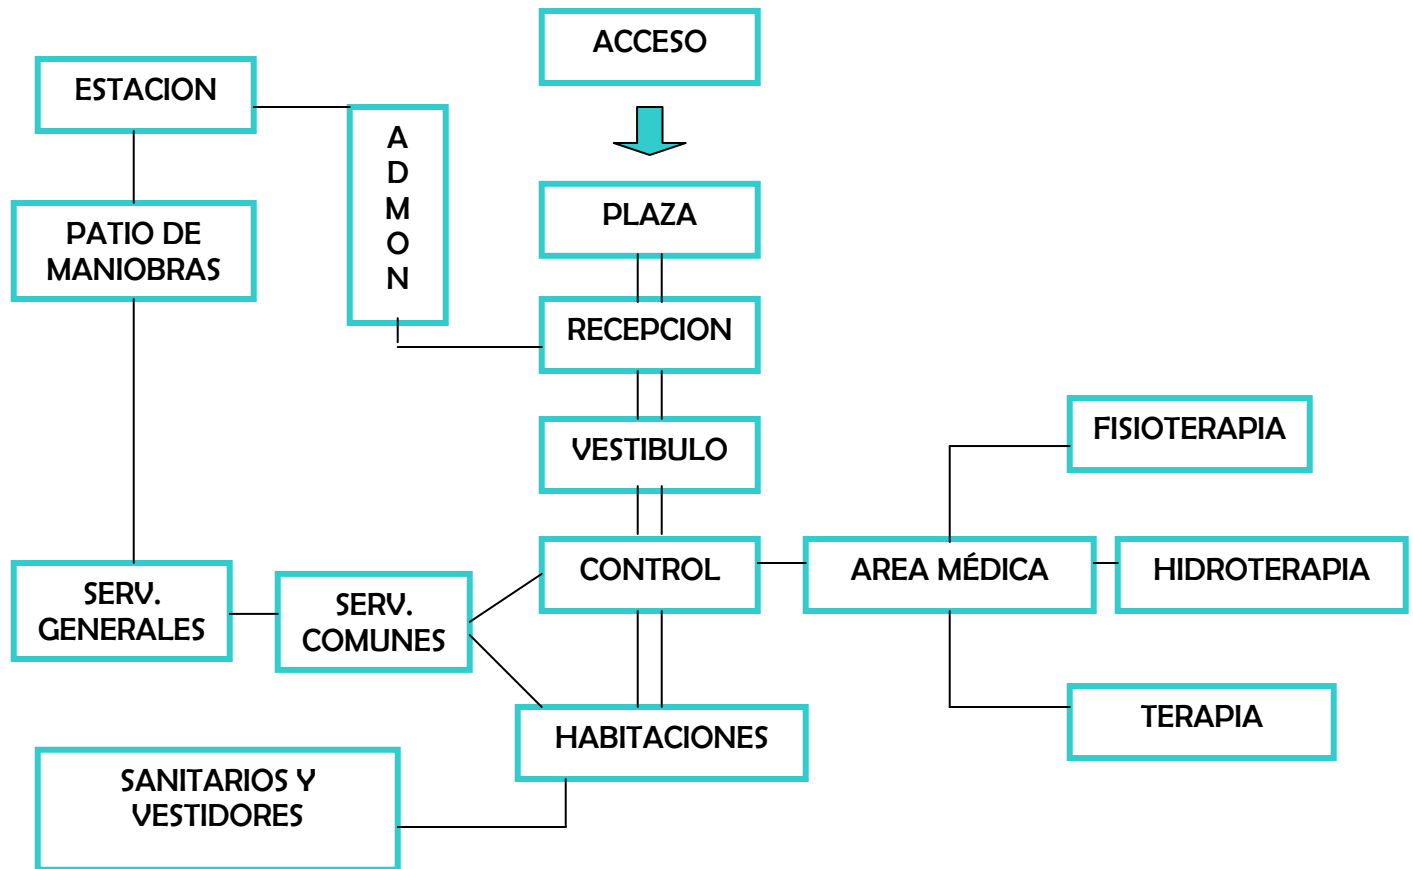 ACCESO
ESTACION
A
D
M
O
N
PLAZA
PATIO DE
MANIOBRAS
RECEPCION
VESTIBULO
FISIOTERAPIA
CONTROL
AREA MÉDICA
HIDROTERAPIA
SERV.
GENERALES
SERV.
COMUNES
HABITACIONES
TERAPIA
SANITARIOS Y
VESTIDORES